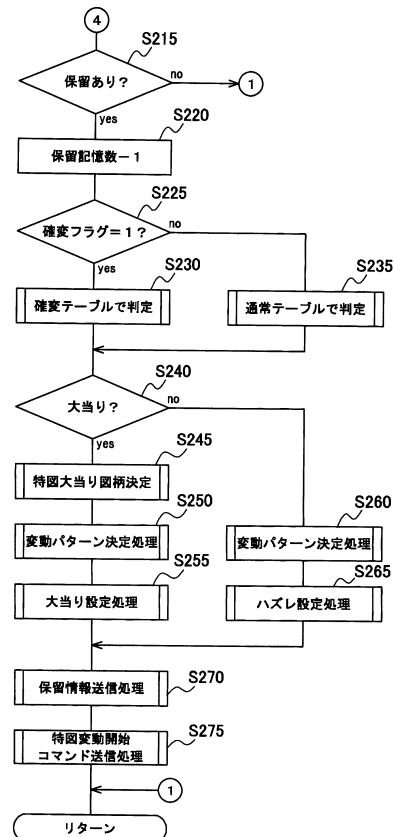 4
S215
保留あり?
no
1
yes
S220
保留記憶数－1
S225
確変フラグ＝1?
no
yes
S230
S235
確変テーブルで判定
通常テーブルで判定
S240
大当り?
no
yes
S245
特図大当り図柄決定
S250
S260
変動パターン決定処理
変動パターン決定処理
S255
S265
大当り設定処理
ハズレ設定処理
S270
保留情報送信処理
S275
特図変動開始
コマンド送信処理
1
リターン